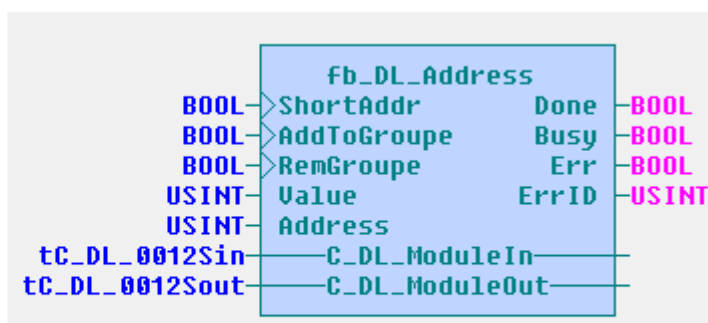 fb_DL_Address
BOOL ShortAddr Done BOOL
BOOL AddToGroupe Busy BOOL
BOOL RemGroupe Err BOOL
USINT Value ErrID USINT
USINT Address
tC_DL_0012Sin C_DL_ModuleIn
tC_DL_0012Sout C_DL_ModuleOut